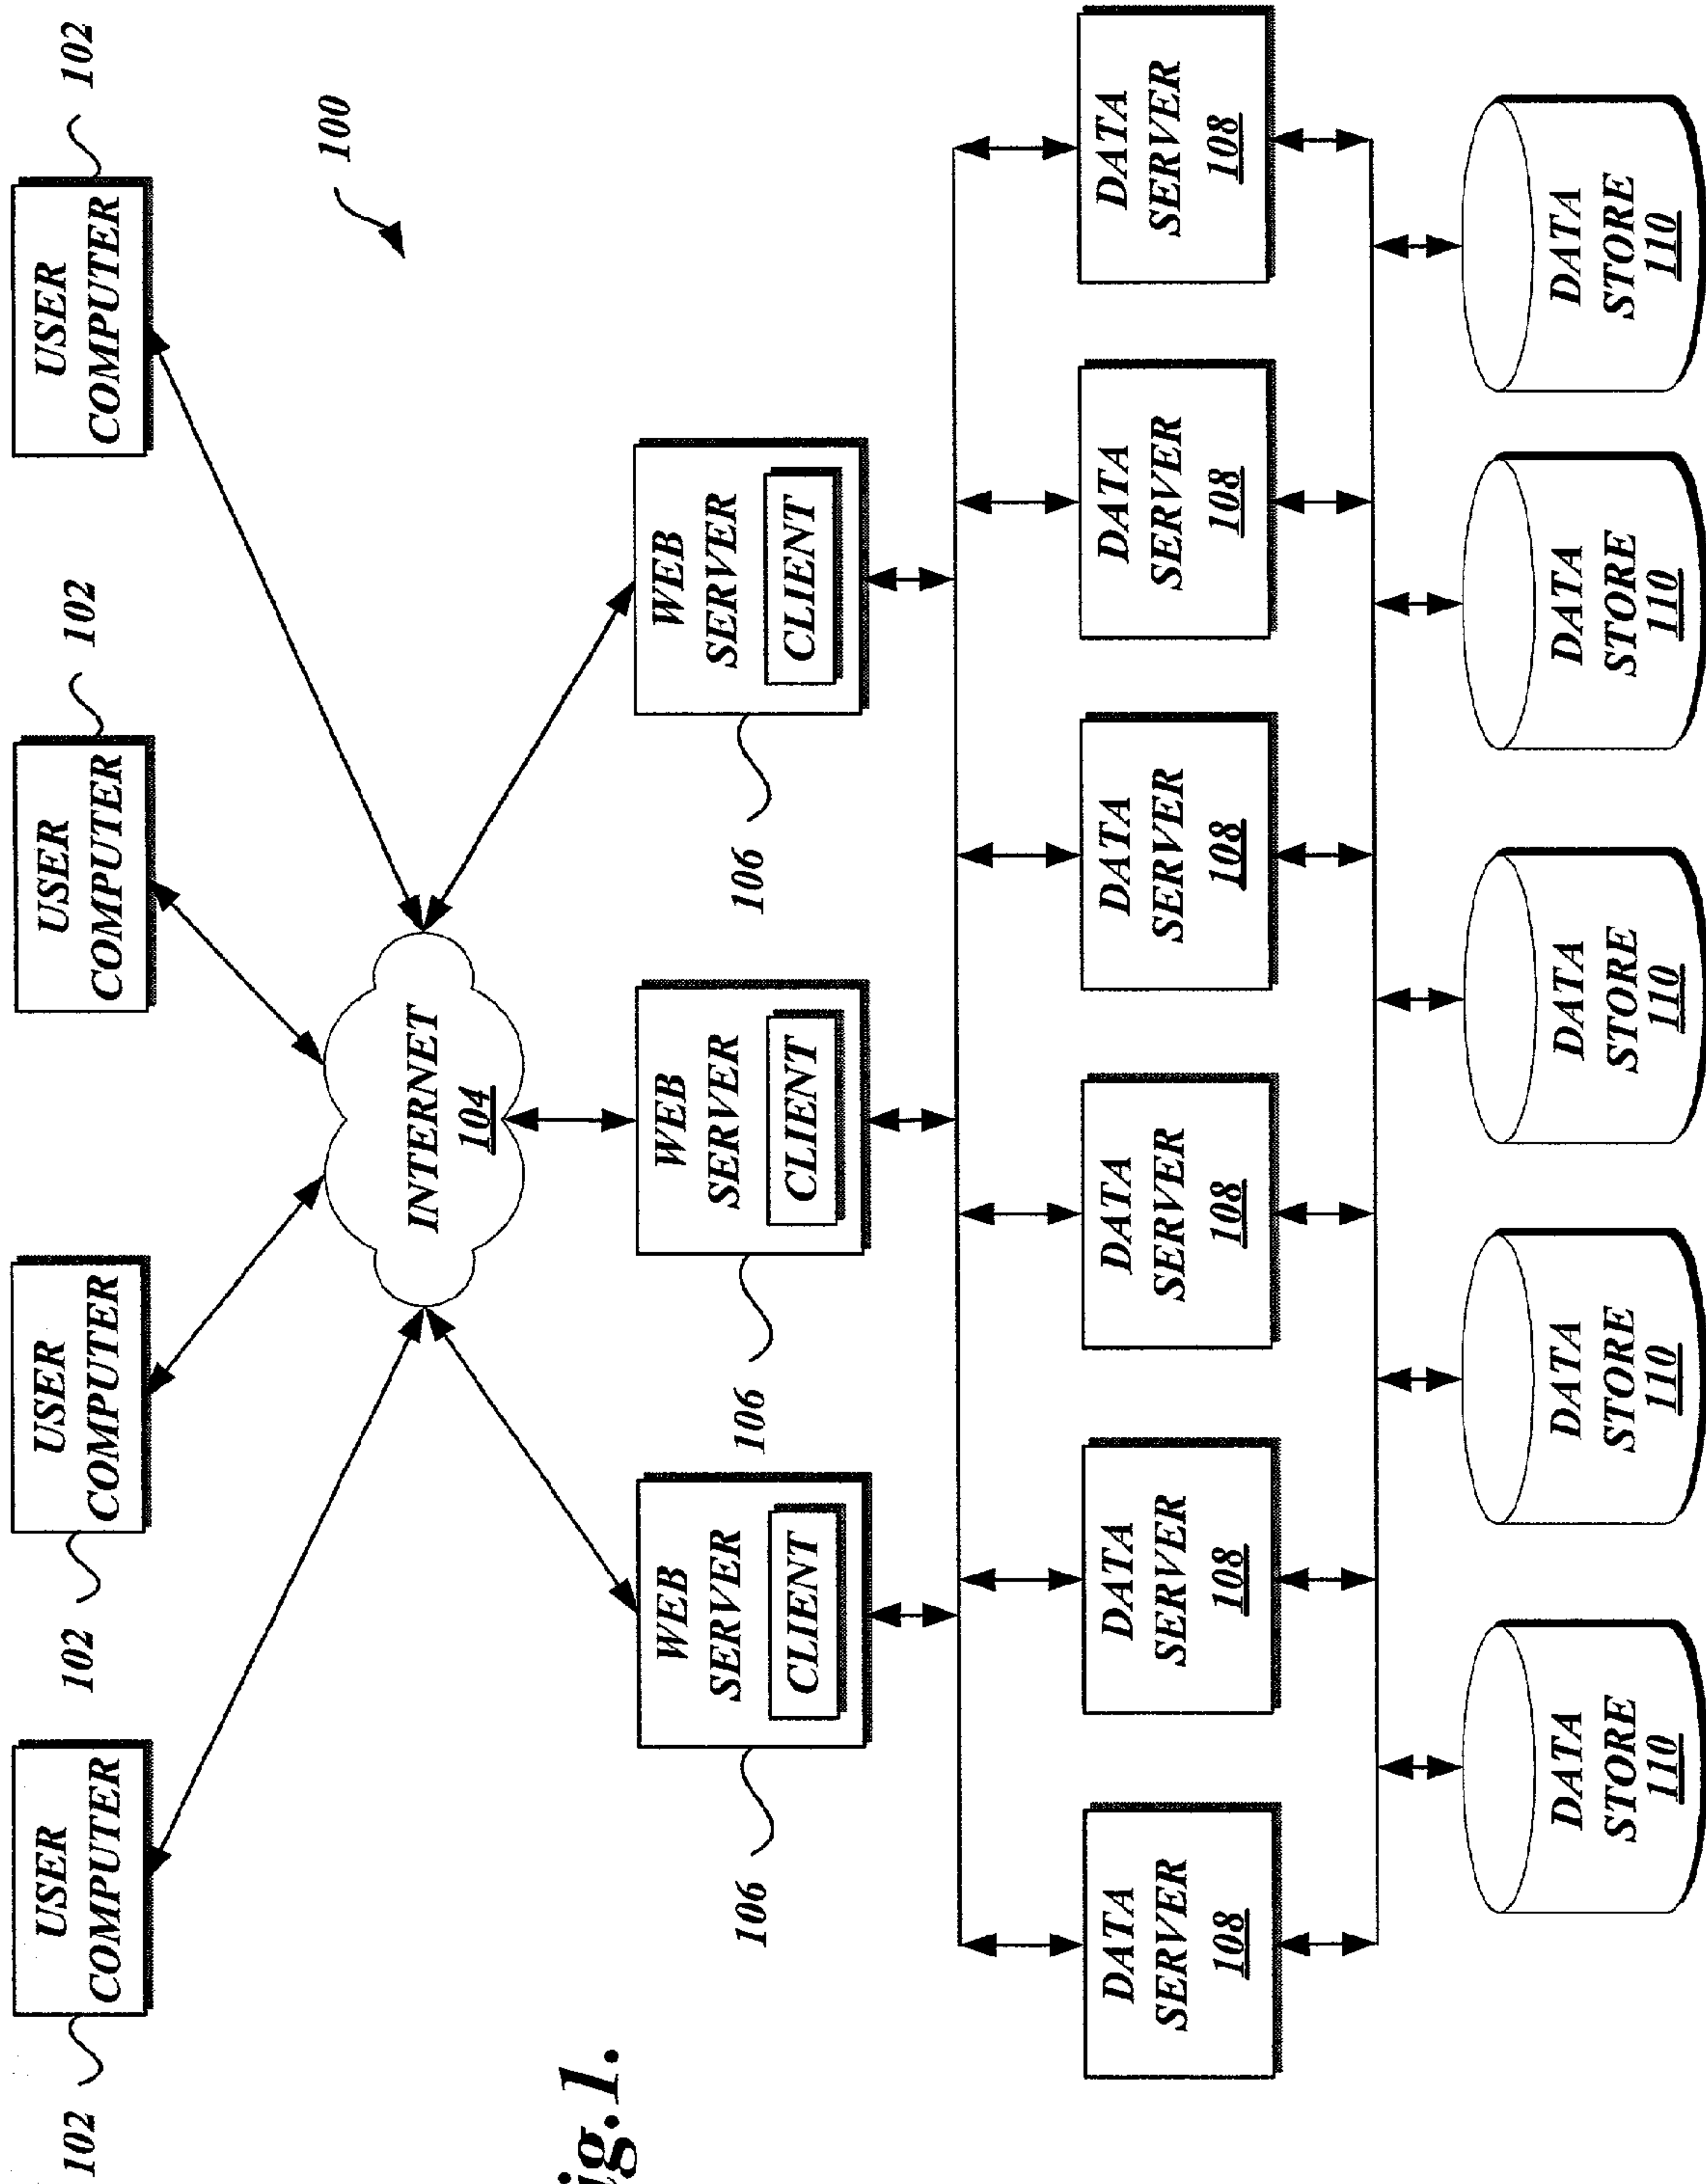 102
USER
COMPUTER
102
USER
COMPUTER
USER
COMPUTER
102
USER
COMPUTER
102
100
INTERNET
104
ig.1.
WEB
SERVER
CLIENT
106
WEB
SERVER
CLIENT
106
WEB
SERVER
CLIENT
106
DATA
SERVER
108
DATA
SERVER
108
DATA
SERVER
108
DATA
SERVER
108
DATA
SERVER
108
DATA
SERVER
108
DATA
STORE
110
DATA
STORE
110
DATA
STORE
110
DATA
STORE
110
DATA
STORE
110